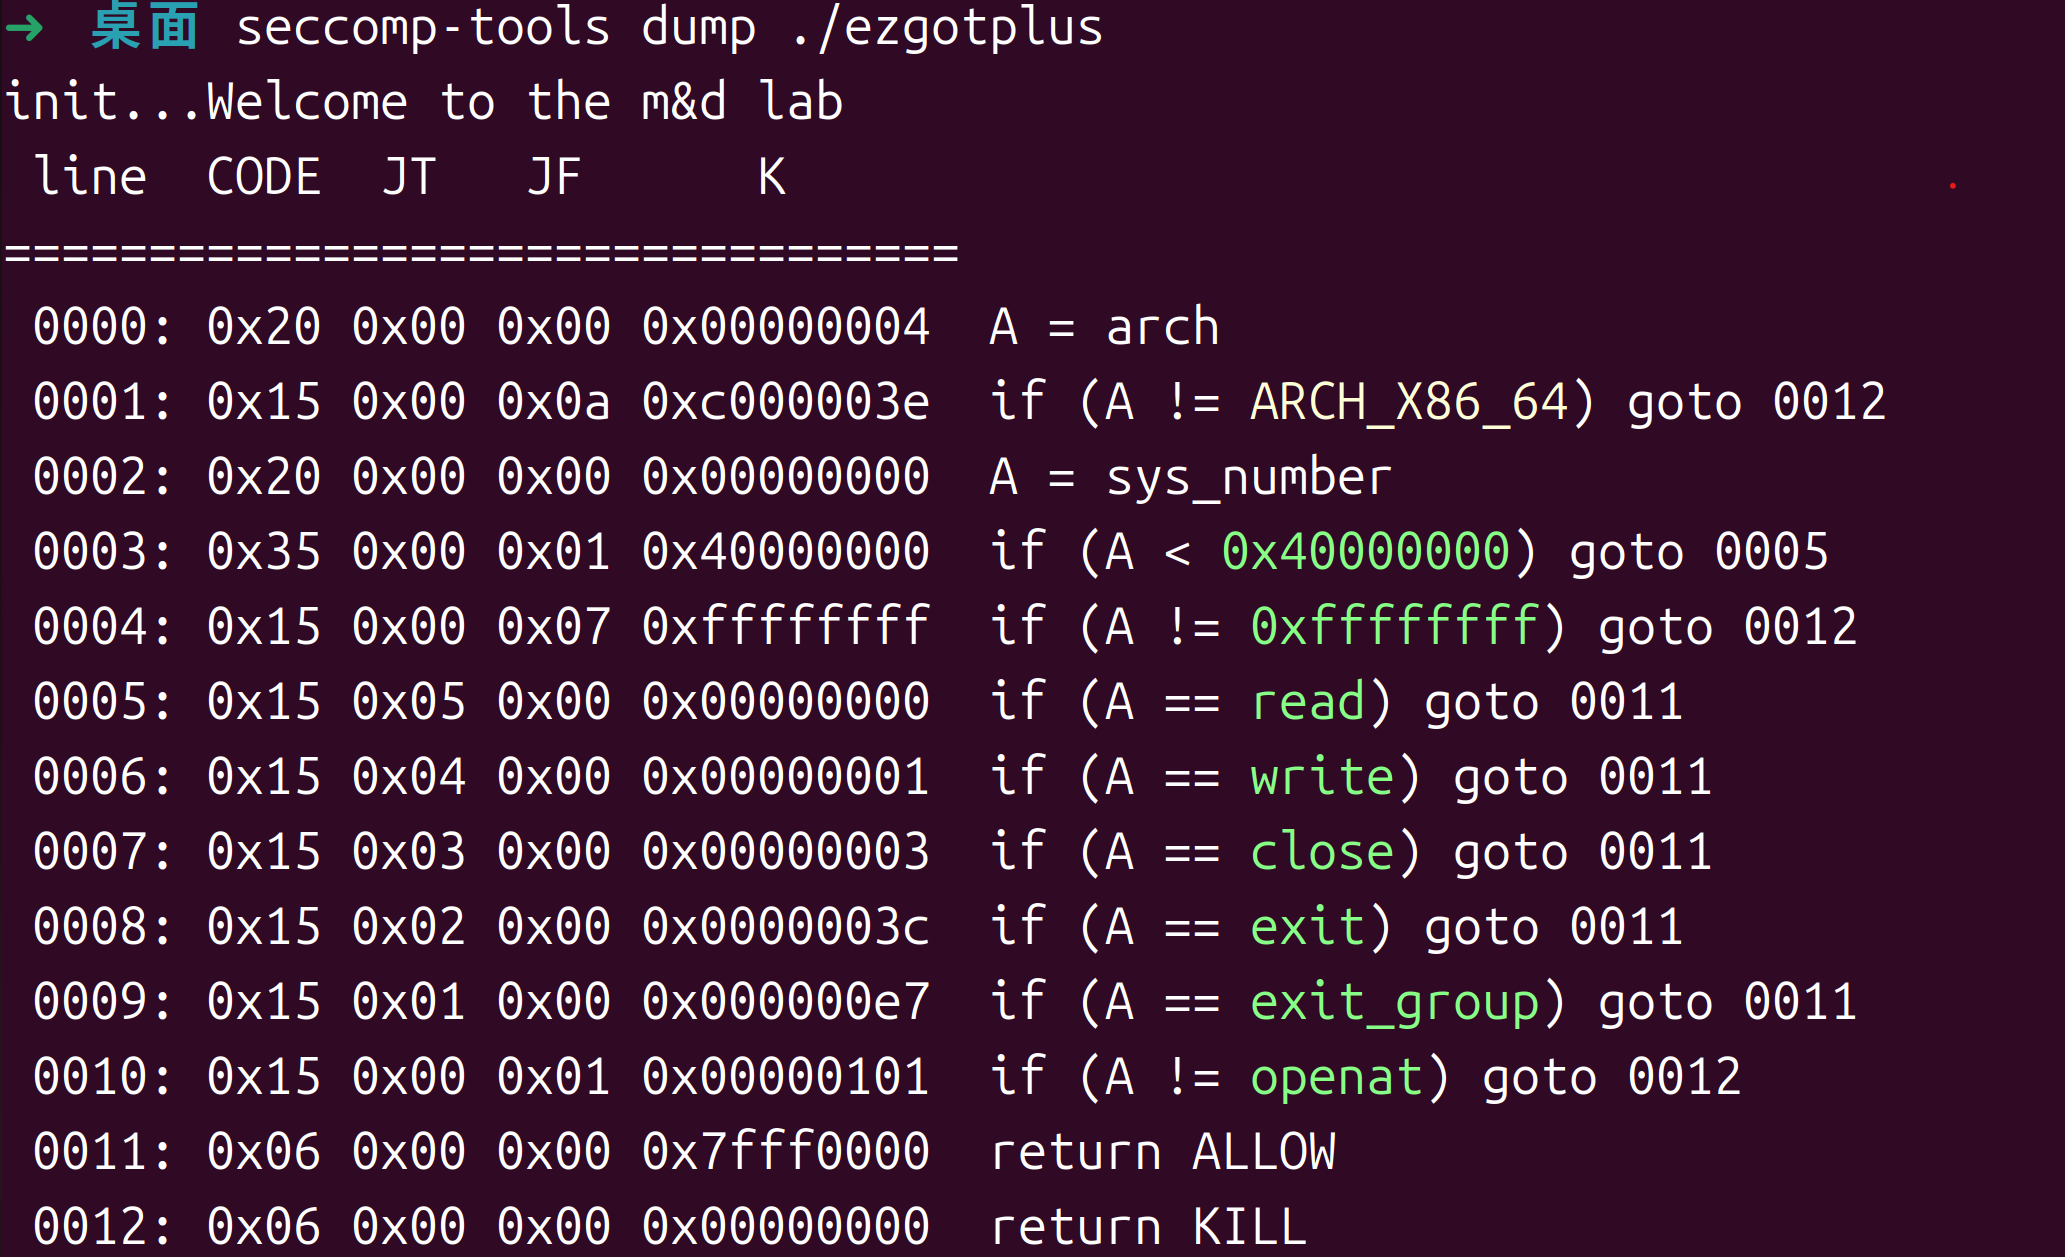 ➜ 桌面 seccomp-tools dump ./ezgotplus
init...Welcome to the m&d lab
line CODE JT JF K
=================================
0000: 0x20 0x00 0x00 0x00000004 A = arch
0001: 0x15 0x00 0x0a 0xc000003e if (A != ARCH_X86_64) goto 0012
0002: 0x20 0x00 0x00 0x00000000 A = sys_number
0003: 0x35 0x00 0x01 0x40000000 if (A < 0x40000000) goto 0005
0004: 0x15 0x00 0x07 0xffffffff if (A != 0xffffffff) goto 0012
0005: 0x15 0x05 0x00 0x00000000 if (A == read) goto 0011
0006: 0x15 0x04 0x00 0x00000001 if (A == write) goto 0011
0007: 0x15 0x03 0x00 0x00000003 if (A == close) goto 0011
0008: 0x15 0x02 0x00 0x0000003c if (A == exit) goto 0011
0009: 0x15 0x01 0x00 0x000000e7 if (A == exit_group) goto 0011
0010: 0x15 0x00 0x01 0x00000101 if (A != openat) goto 0012
0011: 0x06 0x00 0x00 0x7fff0000 return ALLOW
0012: 0x06 0x00 0x00 0x00000000 return KILL